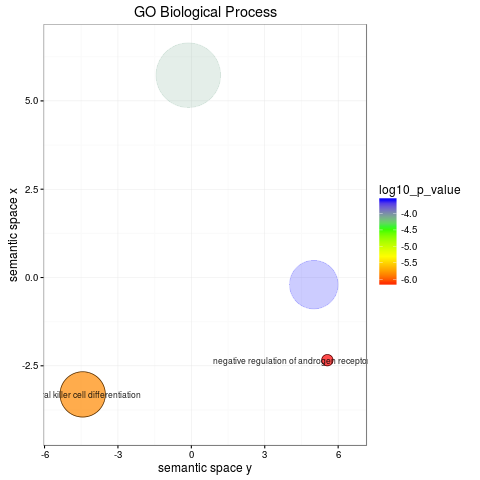 GO Biological Process
semantic space x
5.0
2.5
0.0
-2.5
negative regulation of androgen recepto
al killer cell differentiation
-6
-3
0
3
6
semantic space y
log10_p_value
-4.0
-4.5
-5.0
-5.5
-6.0